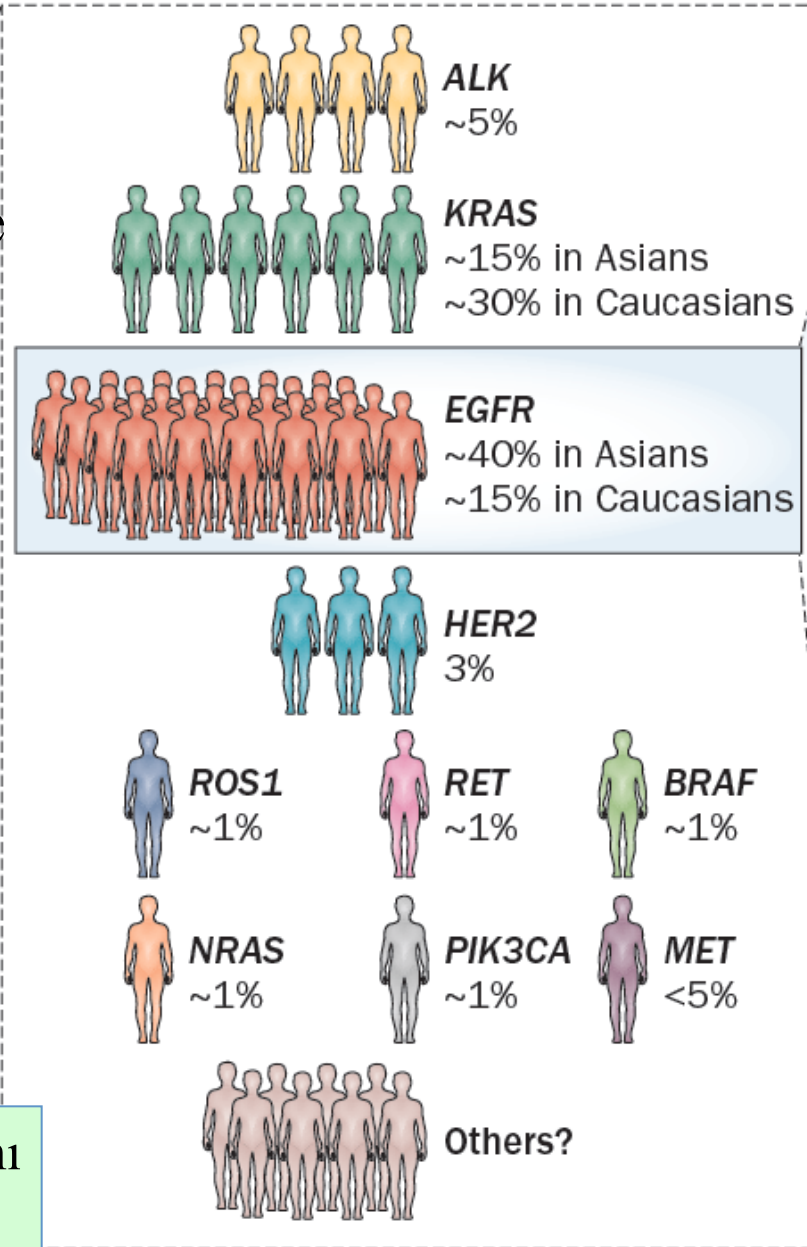 ALK
~5%
KRAS
~15% in Asians
~30% in Caucasians
EGFR
~40% in Asians
~15% in Caucasians
HER2
3%
ROS1
~1%
RET
~1%
BRAF
~1%
NRAS
~1%
PIK3CA
~1%
MET
<5%
Others?